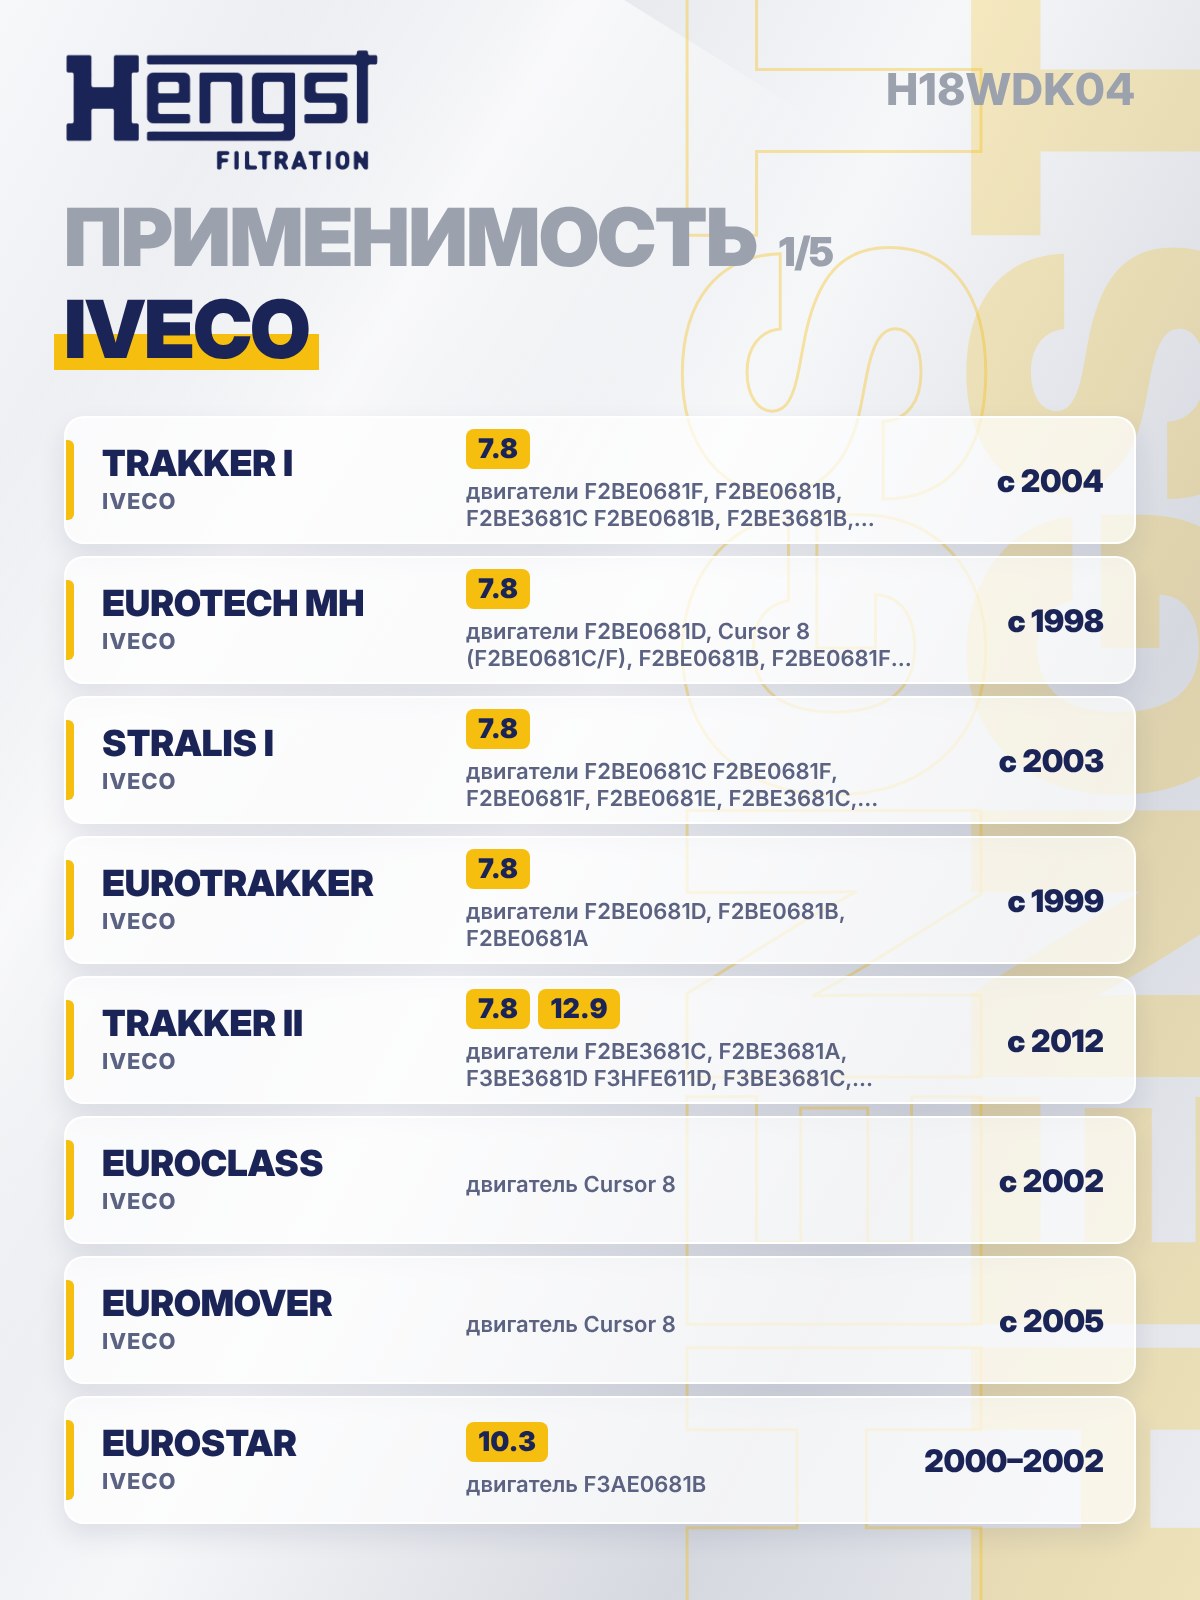 Hengst
FILTRATION
H18WDK04
ПРИМЕНИМОСТЬ 1/5
IVECO
TRAKKER I
IVECO
7.8
двигатели F2BE0681F, F2BE0681B,
F2BE3681C F2BE0681B, F2BE3681B,...
с 2004
EUROTECH MH
IVECO
7.8
двигатели F2BE0681D, Cursor 8
(F2BE0681C/F), F2BE0681B, F2BE0681F...
с 1998
STRALIS I
IVECO
7.8
двигатели F2BE0681C F2BE0681F,
F2BE0681F, F2BE0681E, F2BE3681C,...
с 2003
EUROTRAKKER
IVECO
7.8
двигатели F2BE0681D, F2BE0681B,
F2BE0681A
с 1999
TRAKKER II
IVECO
7.8 12.9
двигатели F2BE3681C, F2BE3681A,
F3BE3681D F3HFE611D, F3BE3681C,...
с 2012
EUROCLASS
IVECO
двигатель Cursor 8
с 2002
EUROMOVER
IVECO
двигатель Cursor 8
с 2005
EUROSTAR
IVECO
10.3
двигатель F3AE0681B
2000–2002
HENGST
HENGST